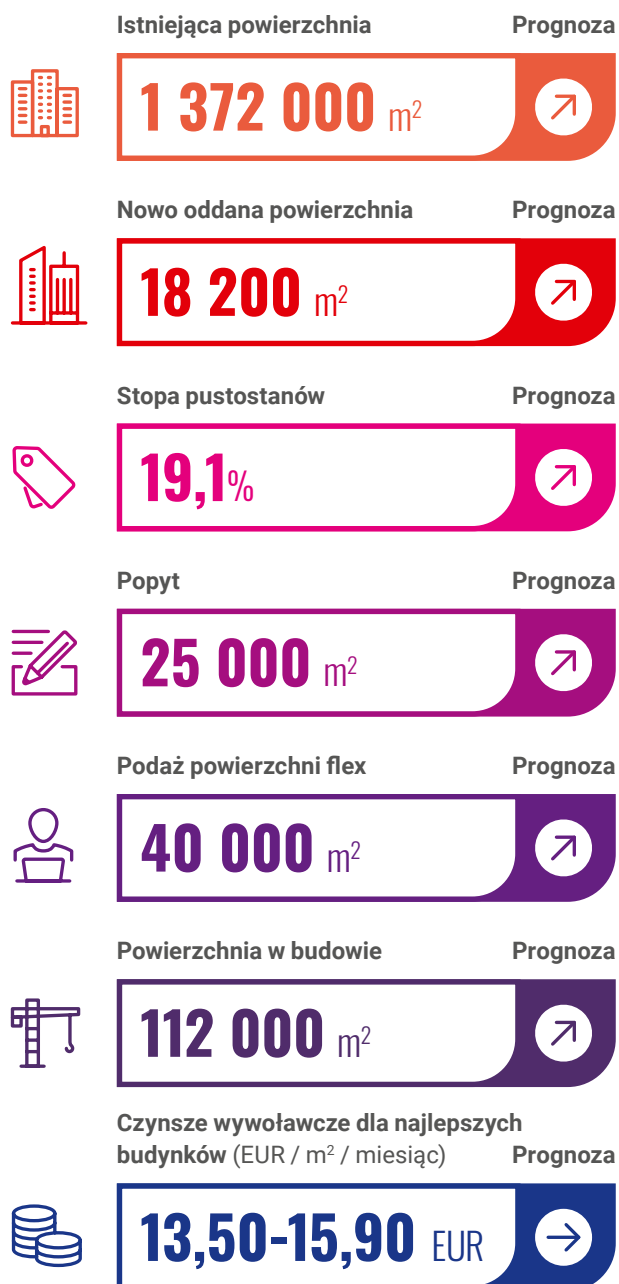 Istniejąca powierzchnia Prognoza
1 372 000 m²
Nowo oddana powierzchnia Prognoza
18 200 m²
Stopa pustostanów Prognoza
19,1%
Popyt Prognoza
25 000 m²
Podaż powierzchni flex Prognoza
40 000 m²
Powierzchnia w budowie Prognoza
112 000 m²
Czynsze wywoławcze dla najlepszych
budynków (EUR / m² / miesiąc) Prognoza
13,50-15,90 EUR